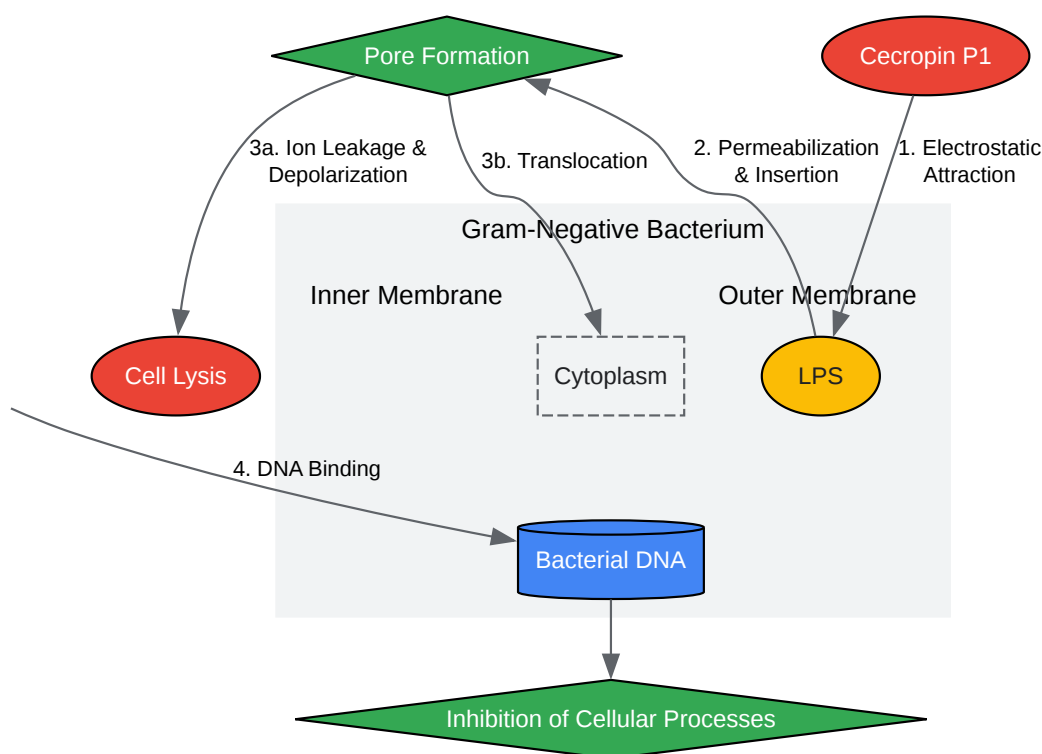 Pore Formation
Cecropin P1
3a. Ion Leakage &
Depolarization
3b. Translocation
2. Permeabilization
& Insertion
1. Electrostatic
Attraction
Gram-Negative Bacterium
Inner Membrane
Outer Membrane
Cell Lysis
Cytoplasm
LPS
4. DNA Binding
Bacterial DNA
Inhibition of Cellular Processes